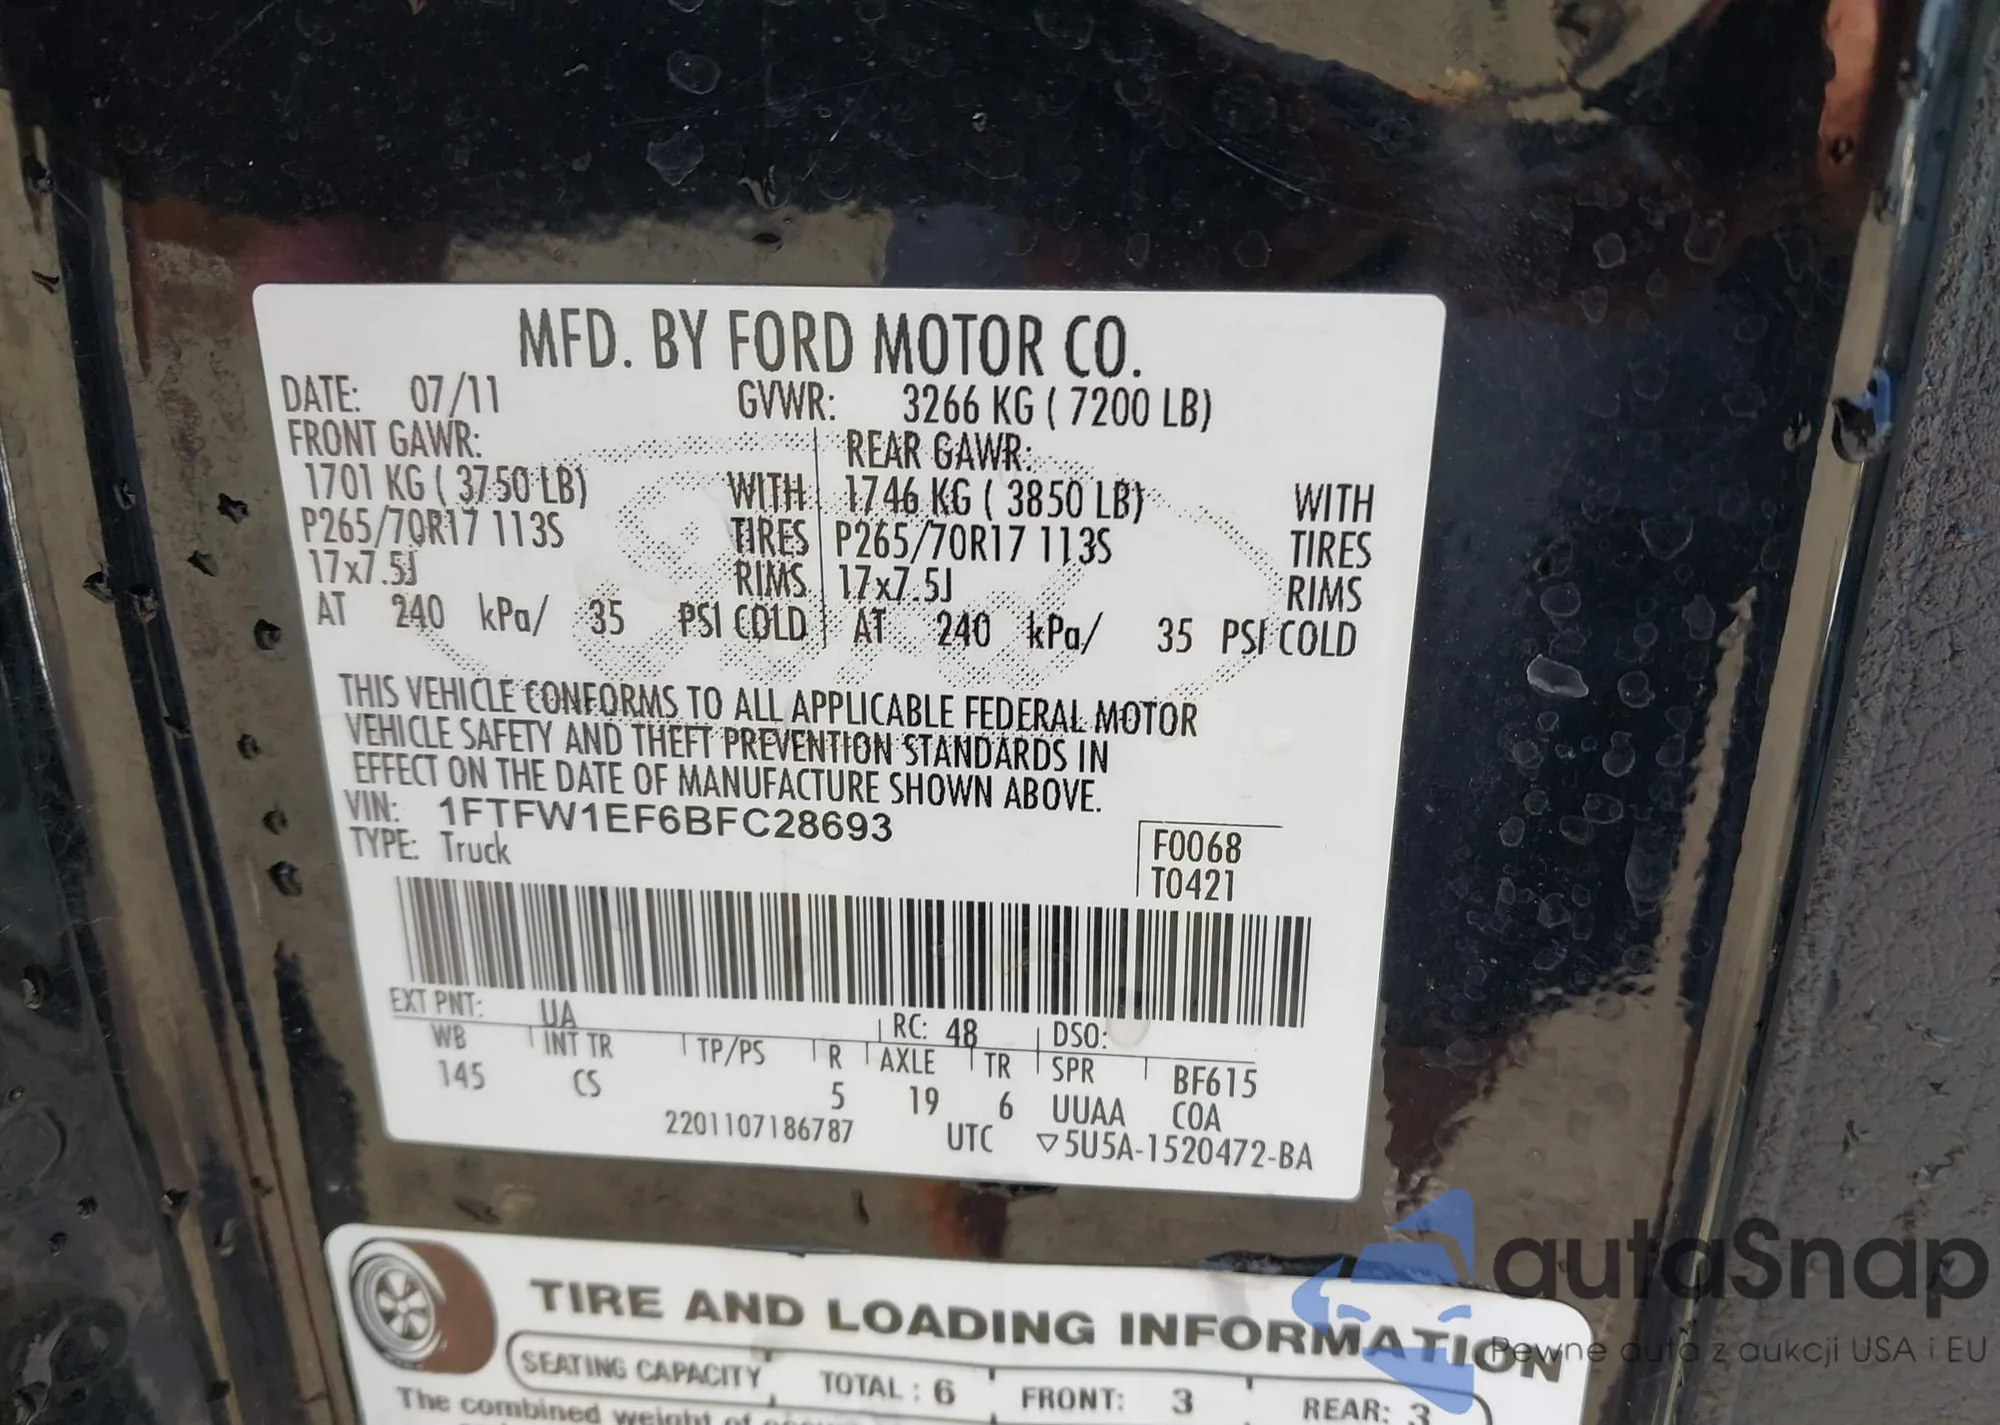 MFD. BY FORD MOTOR CO.
DATE: 07/11 GVWR: 3266 KG ( 7200 LB)
FRONT GAWR: REAR GAWR:
1701 KG ( 3750 LB) WITH 1746 KG ( 3850 LB) WITH
P265/70R17 113S TIRES P265/70R17 113S TIRES
17x7.5J RIMS 17x7.5J RIMS
AT 240 kPa/ 35 PSI COLD AT 240 kPa/ 35 PSI COLD
THIS VEHICLE CONFORMS TO ALL APPLICABLE FEDERAL MOTOR
VEHICLE SAFETY AND THEFT PREVENTION STANDARDS IN
EFFECT ON THE DATE OF MANUFACTURE SHOWN ABOVE.
VIN: 1FTFW1EF6BFC28693
TYPE: Truck
F0068
T0421
EXT PNT: UA RC: 48 DSO:
WB INT TR TP/PS R AXLE TR SPR BF615
145 CS 5 19 6 UUAA COA
2201107186787 UTC ▽5U5A-1520472-BA
TIRE AND LOADING INFORMATION
SEATING CAPACITY TOTAL : 6 FRONT: 3 REAR: 3
The combined weight of
autaSnap
Pewne auta z aukcji USA i EU